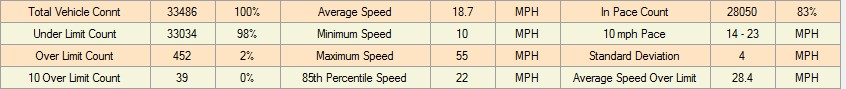 Total Vehicle Connt 33486 100% Average Speed 18.7 MPH In Pace Count 28050 83%
Under Limit Count 33034 98% Minimum Speed 10 MPH 10 mph Pace 14 - 23 MPH
Over Limit Count 452 2% Maximum Speed 55 MPH Standard Deviation 4 MPH
10 Over Limit Count 39 0% 85th Percentile Speed 22 MPH Average Speed Over Limit 28.4 MPH